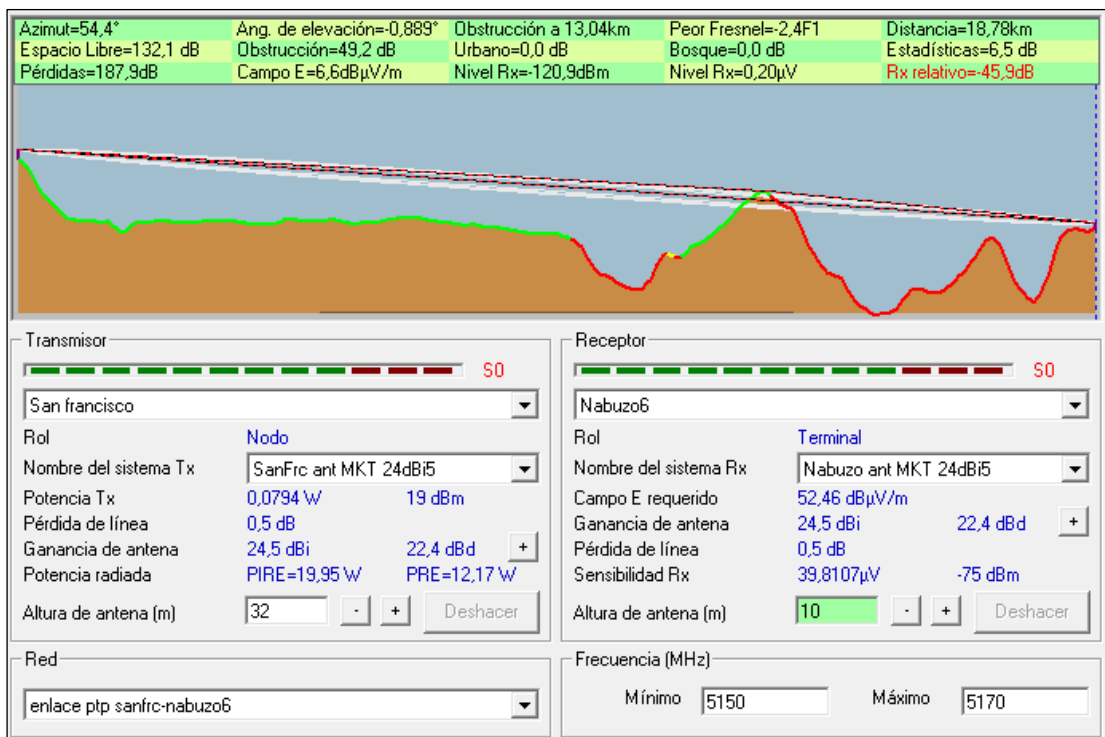 Azimut=54,4° Ang. de elevación=-0,889° Obstrucción a 13,04km Peor Fresnel=-2,4F1 Distancia=18,78km
Espacio Libre=132,1 dB Obstrucción=49,2 dB Urbano=0,0 dB Bosque=0,0 dB Estadísticas=6,5 dB
Pérdidas=187,9dB Campo E=6,6dBµV/m Nivel Rx=-120,9dBm Nivel Rx=0,20µV Rx relativo=-45,9dB
Transmisor
S0
San francisco
Rol Nodo
Nombre del sistema Tx SanFrc ant MKT 24dBi5
Potencia Tx 0,0794 W 19 dBm
Pérdida de línea 0,5 dB
Ganancia de antena 24,5 dBi 22,4 dBd +
Potencia radiada PIRE=19,95 W PRE=12,17 W
Altura de antena (m) 32 - + Deshacer
Receptor
S0
Nabuzo6
Rol Terminal
Nombre del sistema Rx Nabuzo ant MKT 24dBi5
Campo E requerido 52,46 dBµV/m
Ganancia de antena 24,5 dBi 22,4 dBd +
Pérdida de línea 0,5 dB
Sensibilidad Rx 39,8107µV -75 dBm
Altura de antena (m) 10 - + Deshacer
Red
enlace ptp sanfrc-nabuzo6
Frecuencia (MHz)
Mínimo 5150 Máximo 5170